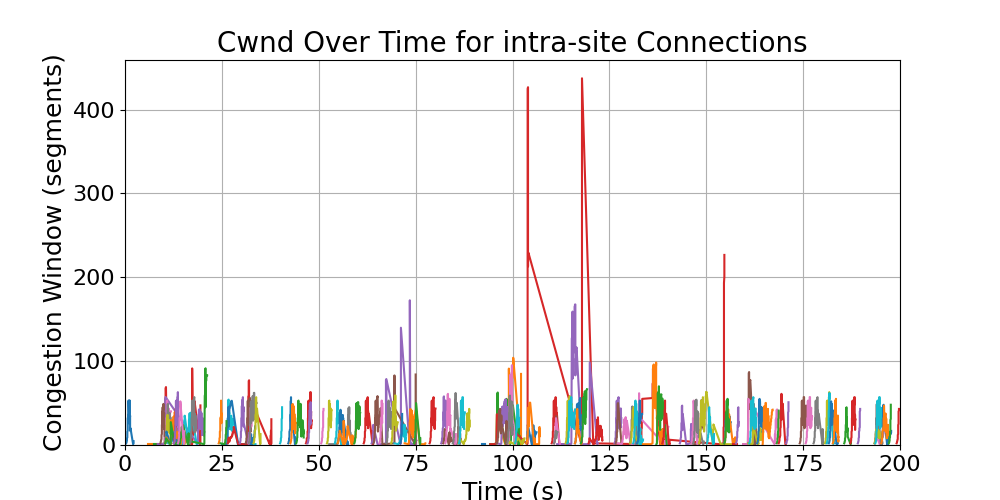 Cwnd Over Time for intra-site Connections
Congestion Window (segments)
400
300
200
100
0
0 25 50 75 100 125 150 175 200
Time (s)